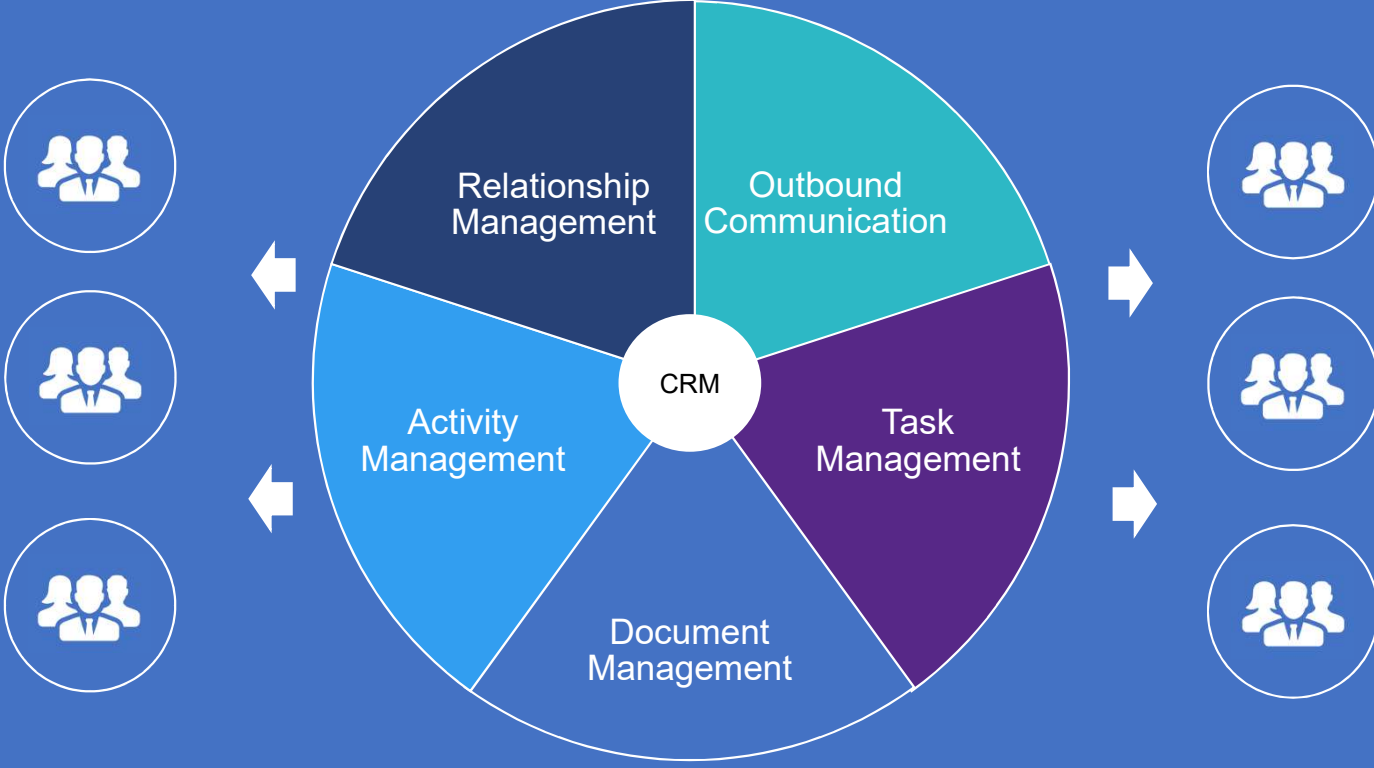 Relationship
Management
Outbound
Communication
CRM
Activity
Management
Task
Management
Document
Management